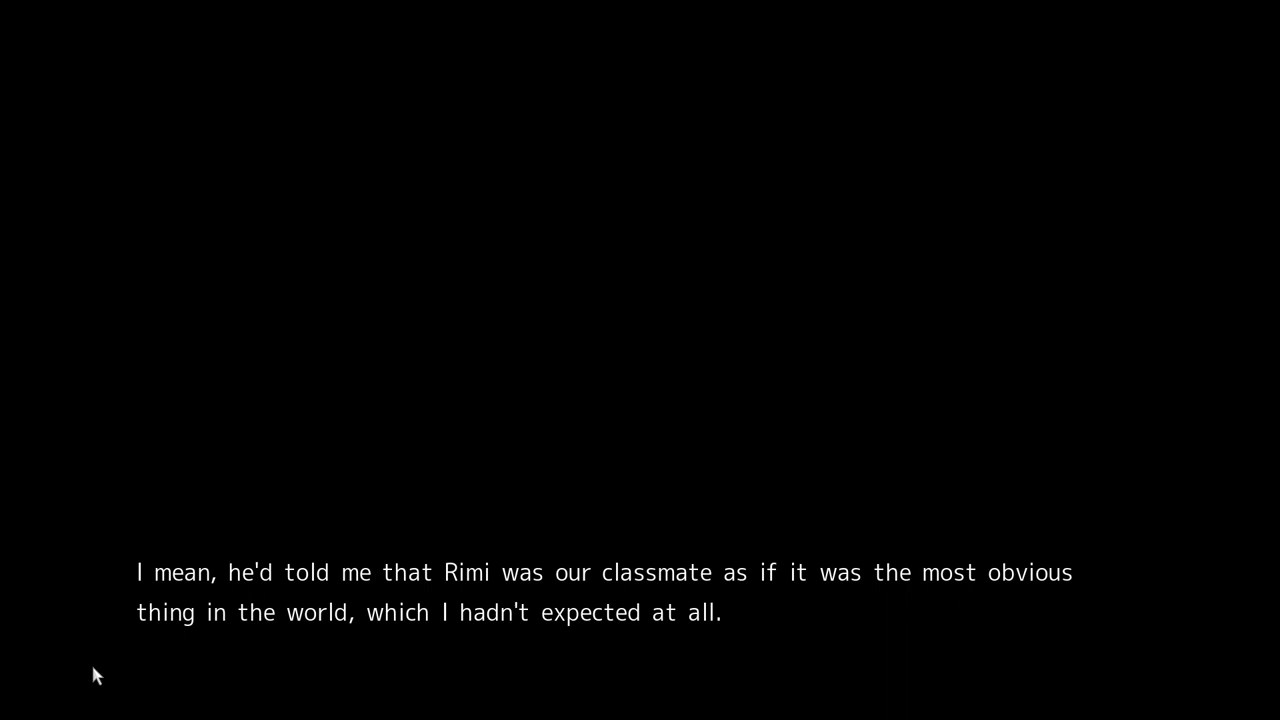 I mean, he'd told me that Rimi was our classmate as if it was the most obvious
thing in the world, which I hadn't expected at all.